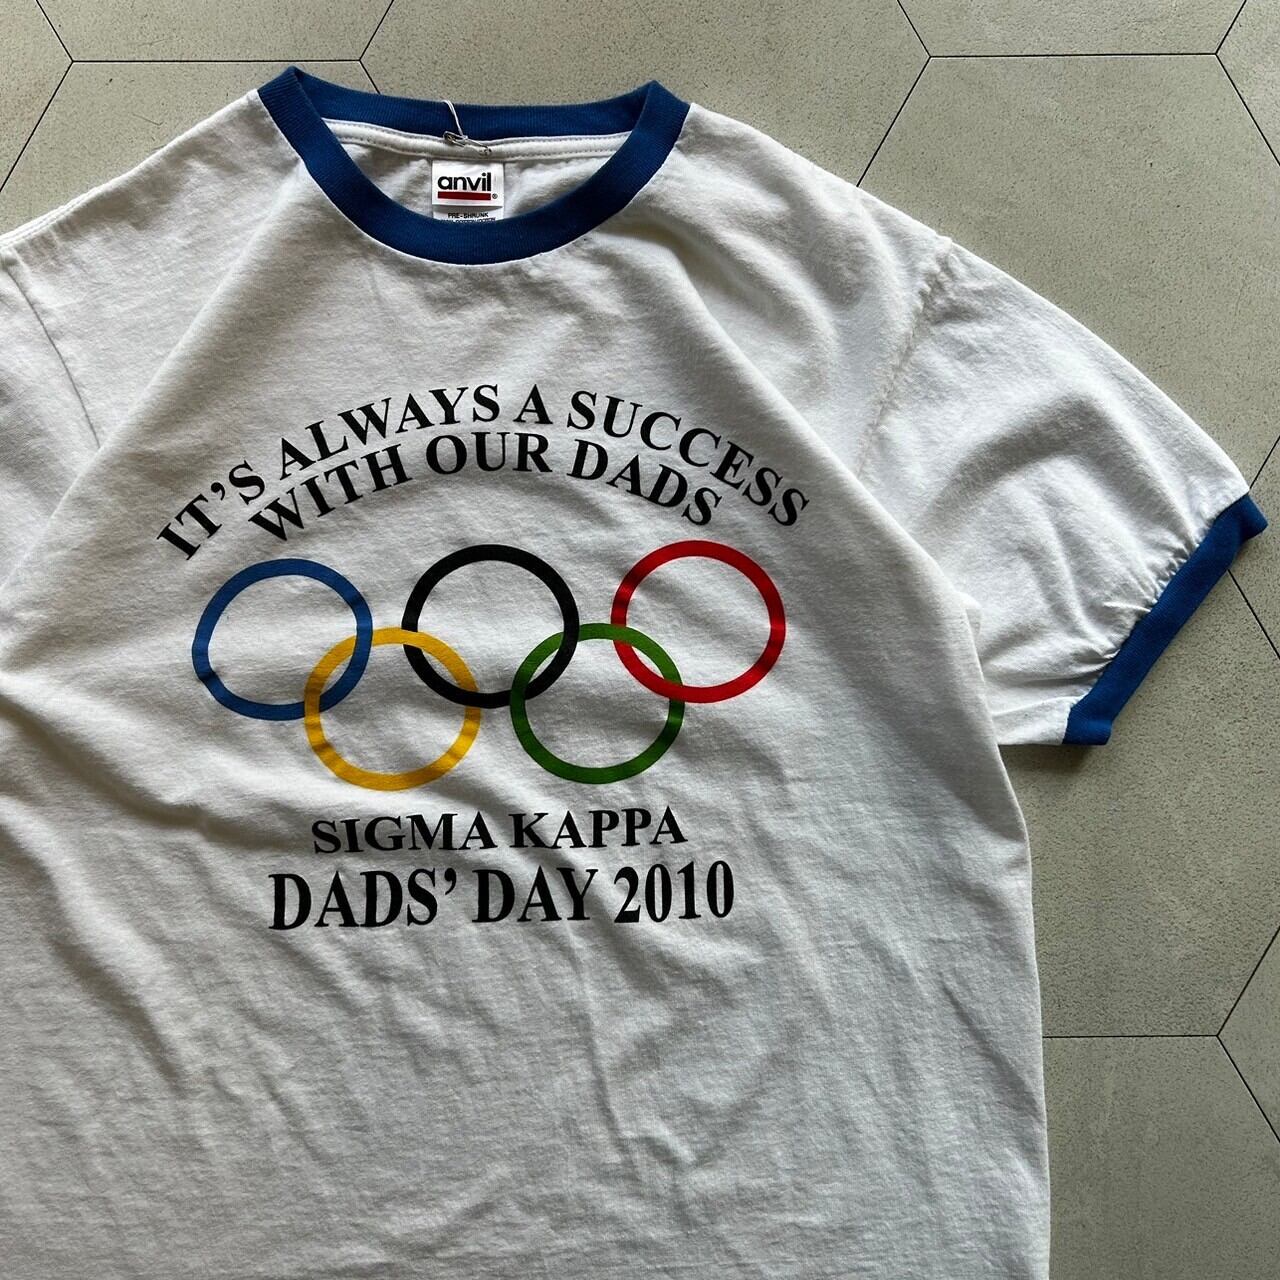 anvil®
PRE-SHRUNK
IT'S ALWAYS A SUCCESS
WITH OUR DADS
SIGMA KAPPA
DADS' DAY 2010